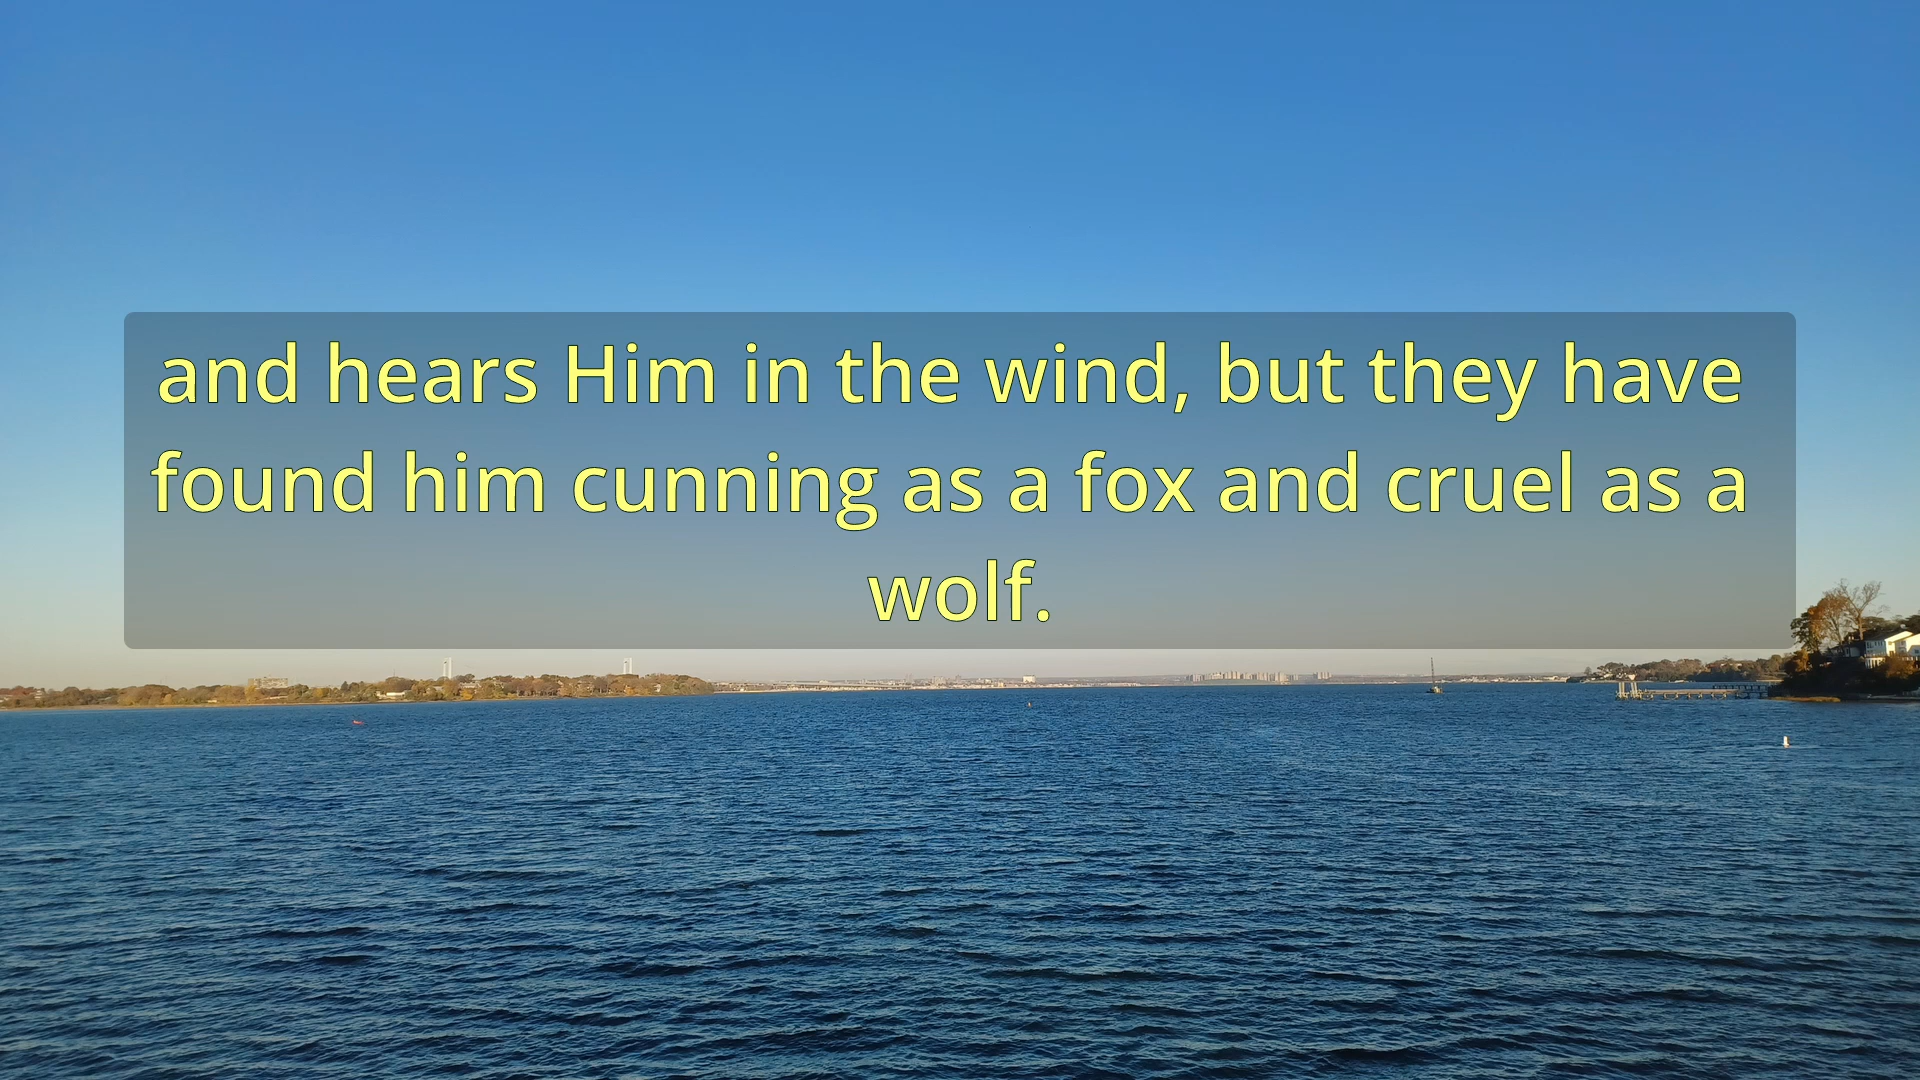 and hears Him in the wind, but they have
found him cunning as a fox and cruel as a
wolf.